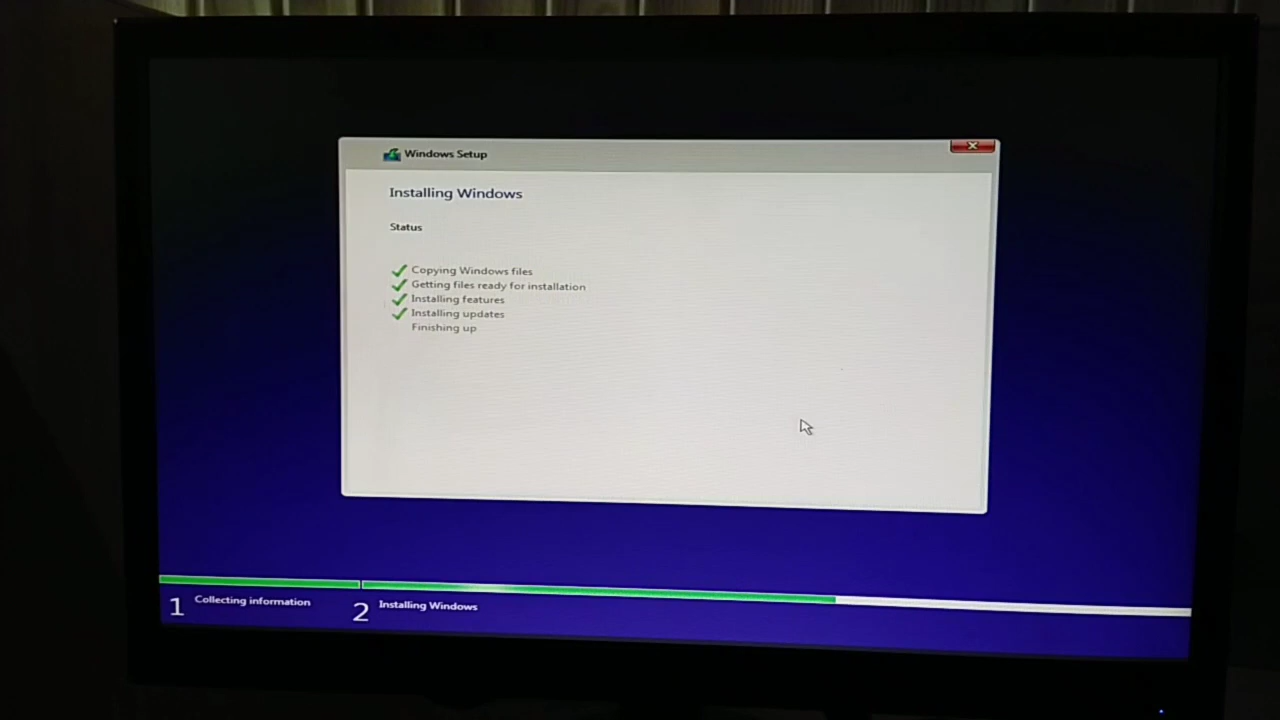 Windows Setup
Installing Windows
Status
Copying Windows files
Getting files ready for installation
Installing features
Installing updates
Finishing up
1 Collecting information
2 Installing Windows